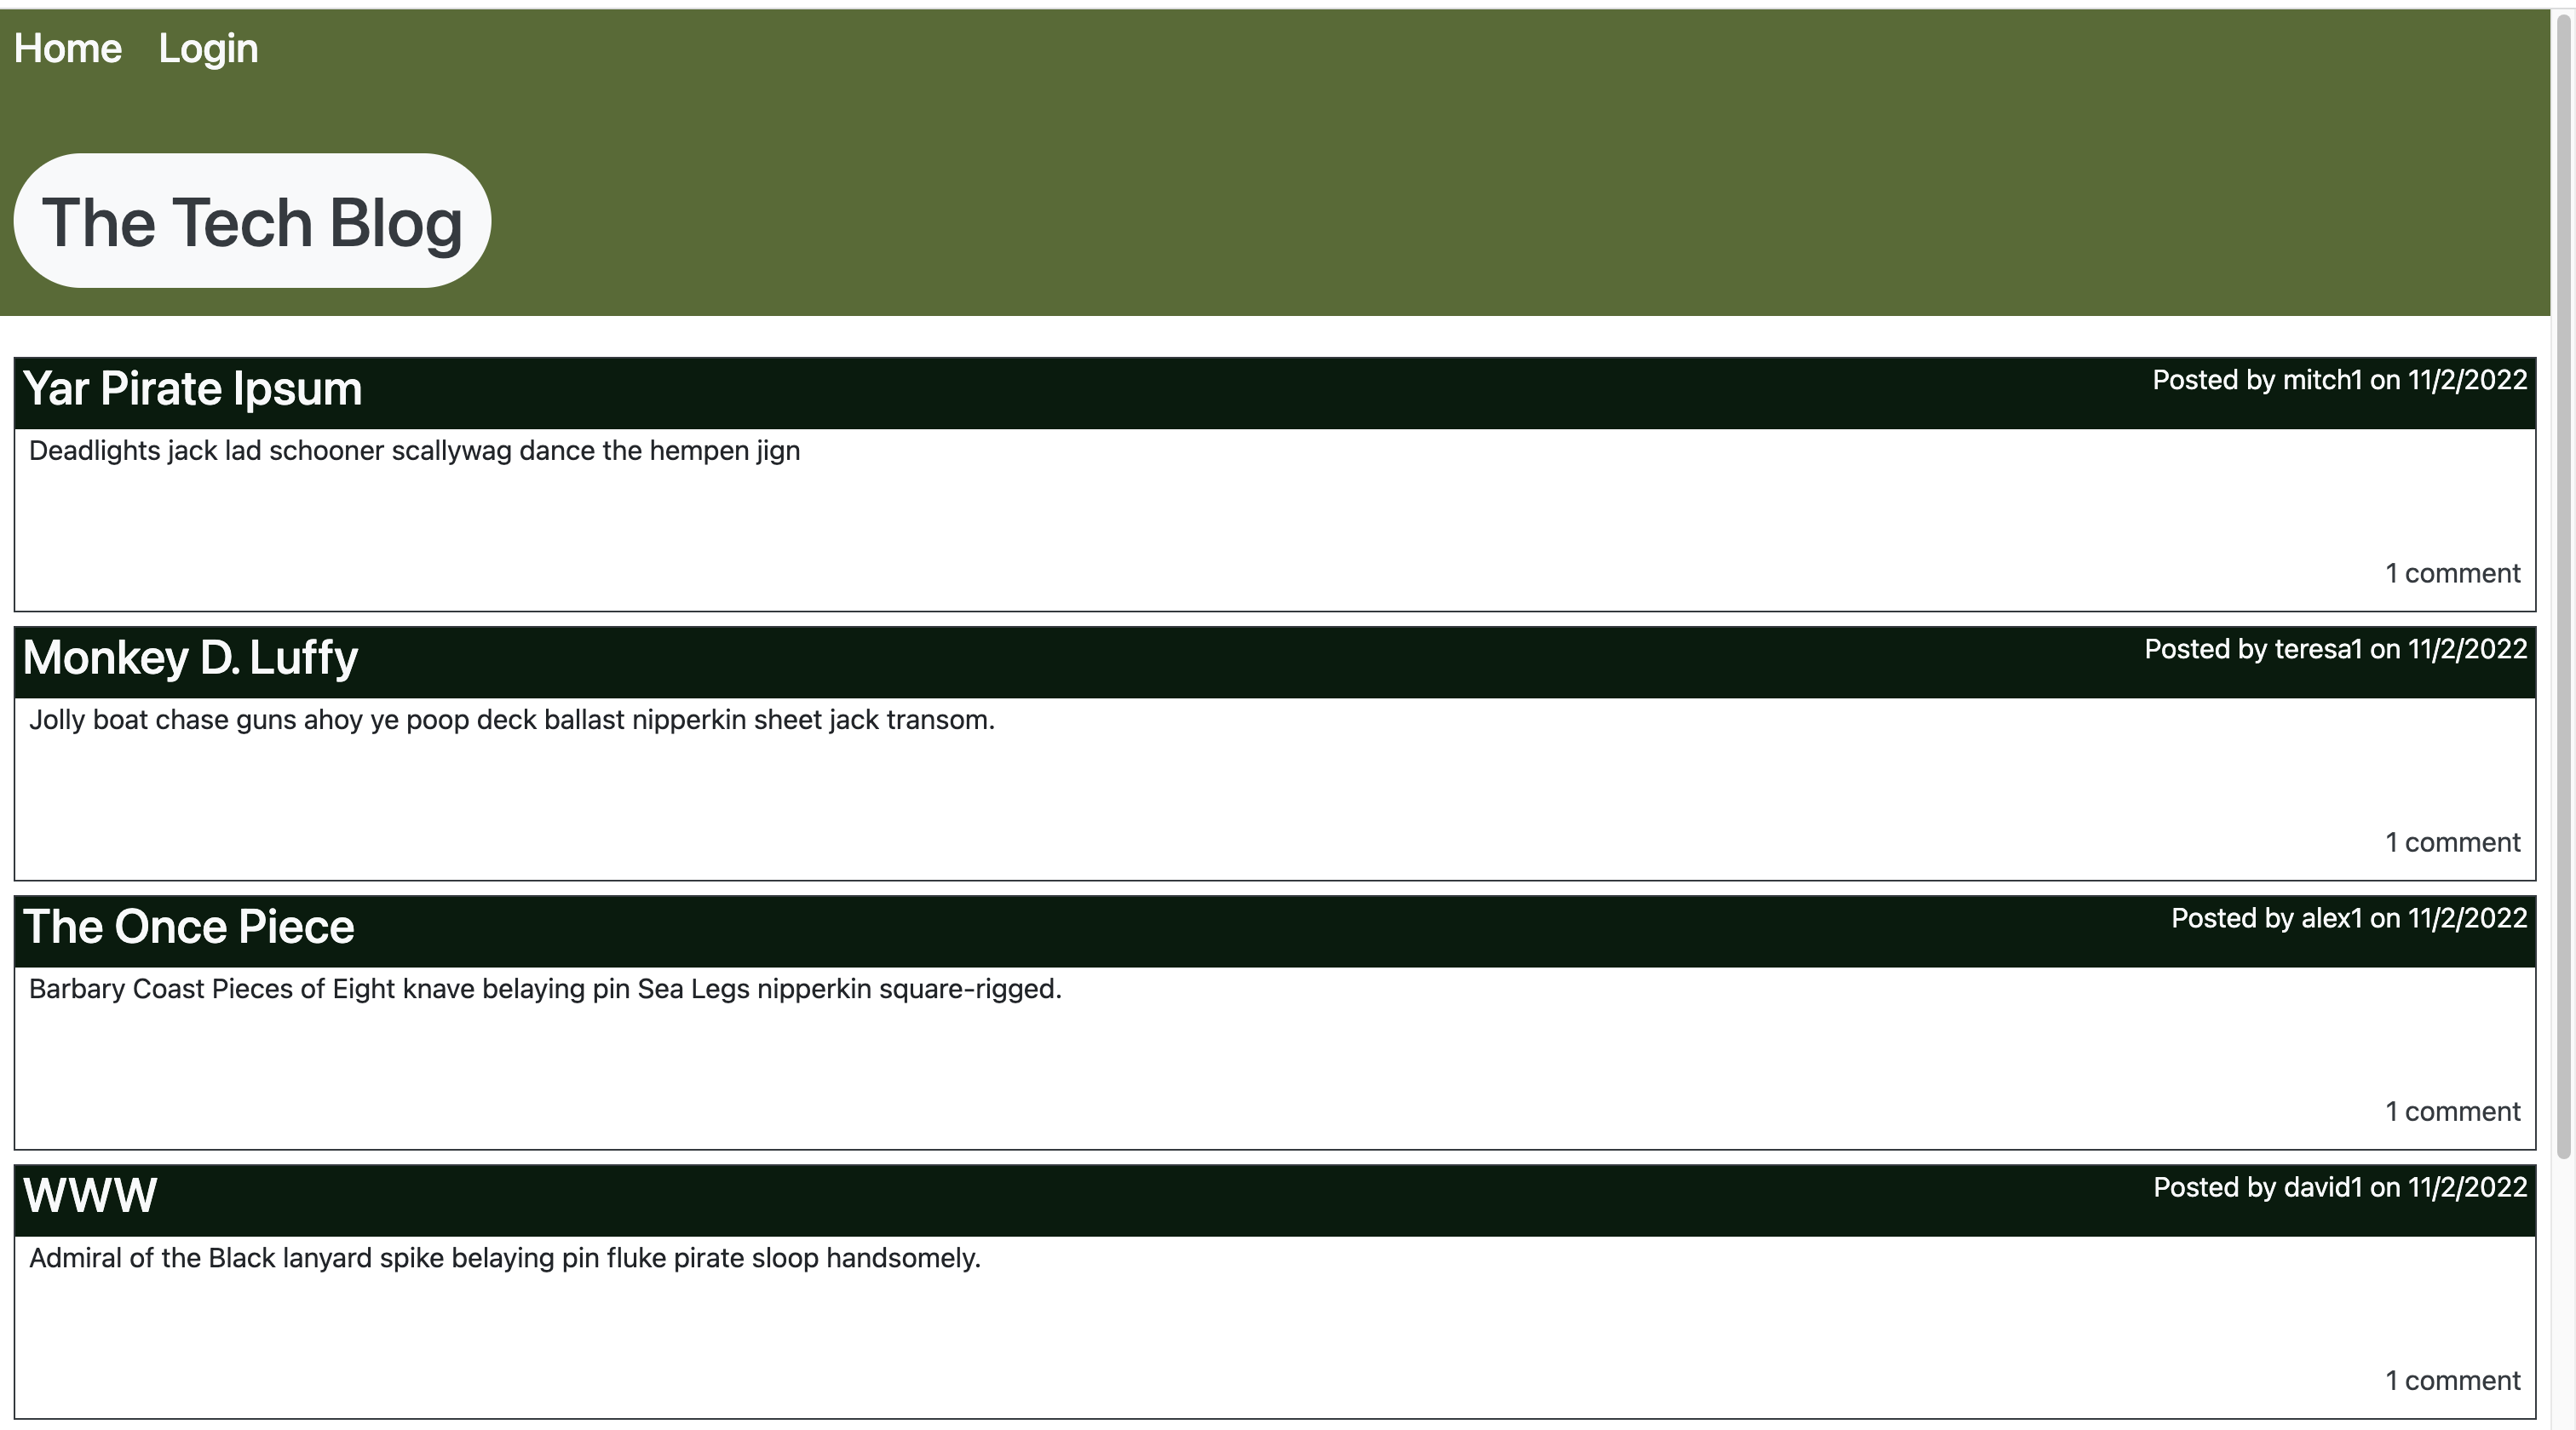 Home Login
The Tech Blog
Yar Pirate Ipsum
Posted by mitch1 on 11/2/2022
Deadlights jack lad schooner scallywag dance the hempen jign
1 comment
Monkey D. Luffy
Posted by teresa1 on 11/2/2022
Jolly boat chase guns ahoy ye poop deck ballast nipperkin sheet jack transom.
1 comment
The Once Piece
Posted by alex1 on 11/2/2022
Barbary Coast Pieces of Eight knave belaying pin Sea Legs nipperkin square-rigged.
1 comment
WWW
Posted by david1 on 11/2/2022
Admiral of the Black lanyard spike belaying pin fluke pirate sloop handsomely.
1 comment